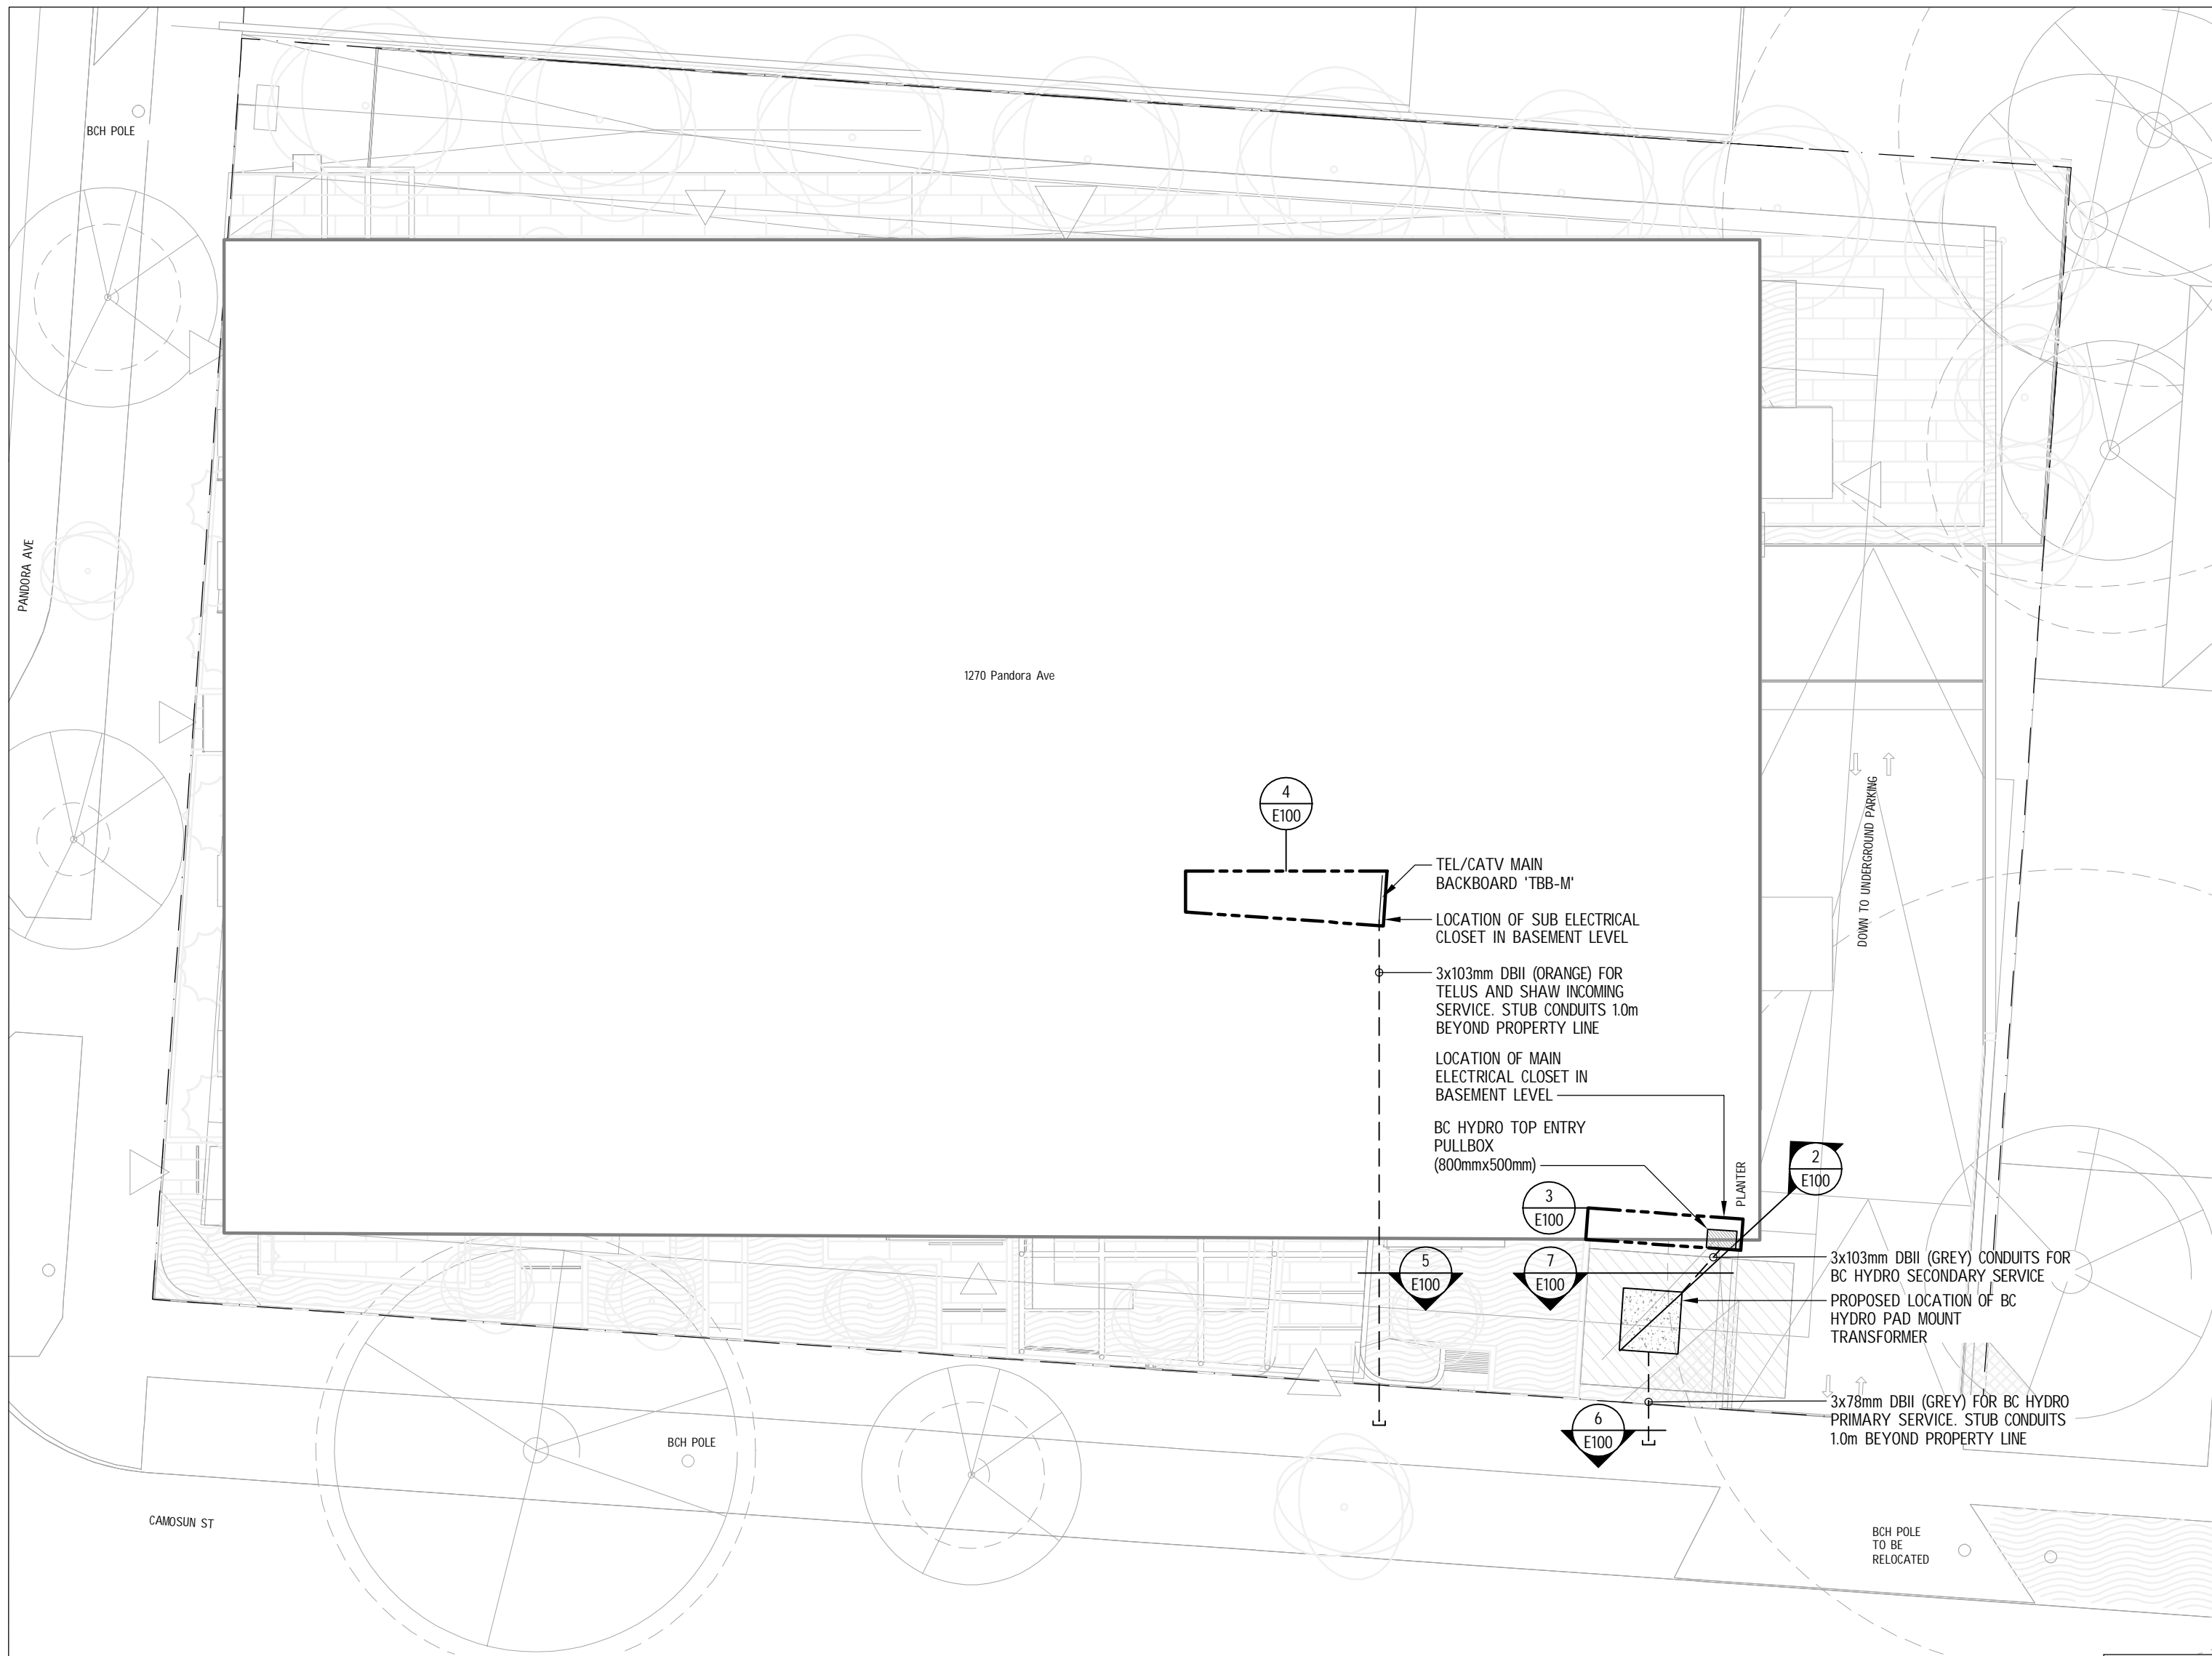 BCH POLE
PANDORA AVE
1270 Pandora Ave
4
E100
TEL/CATV MAIN
BACKBOARD 'TBB-M'
LOCATION OF SUB ELECTRICAL
CLOSET IN BASEMENT LEVEL
3x103mm DBII (ORANGE) FOR
TELUS AND SHAW INCOMING
SERVICE. STUB CONDUITS 1.0m
BEYOND PROPERTY LINE
LOCATION OF MAIN
ELECTRICAL CLOSET IN
BASEMENT LEVEL
BC HYDRO TOP ENTRY
PULLBOX
(800mmx500mm)
DOWN TO UNDERGROUND PARKING
PLANTER
2
E100
3
E100
5
E100
7
E100
3x103mm DBII (GREY) CONDUITS FOR
BC HYDRO SECONDARY SERVICE
PROPOSED LOCATION OF BC
HYDRO PAD MOUNT
TRANSFORMER
3x78mm DBII (GREY) FOR BC HYDRO
PRIMARY SERVICE. STUB CONDUITS
1.0m BEYOND PROPERTY LINE
6
E100
BCH POLE
CAMOSUN ST
BCH POLE
TO BE
RELOCATED